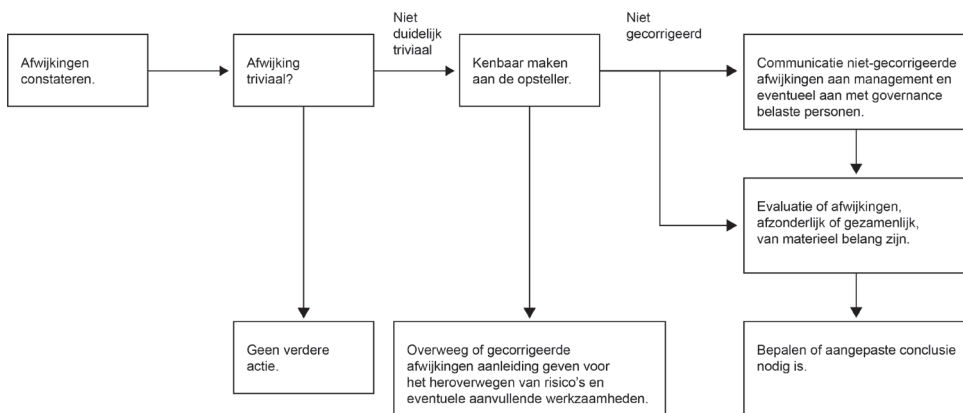 Afwijkingen
constateren.
Afwijking
triviaal?
Niet
duidelijk
triviaal
Kenbaar maken
aan de opsteller.
Niet
gecorrigeerd
Communicatie niet-gecorrigeerde
afwijkingen aan management en
eventueel aan met governance
belaste personen.
Evaluatie of afwijkingen,
afzonderlijk of gezamenlijk,
van materieel belang zijn.
Geen verdere
actie.
Overweeg of gecorrigeerde
afwijkingen aanleiding geven voor
het heroverwegen van risico's en
eventuele aanvullende werkzaamheden.
Bepalen of aangepaste conclusie
nodig is.